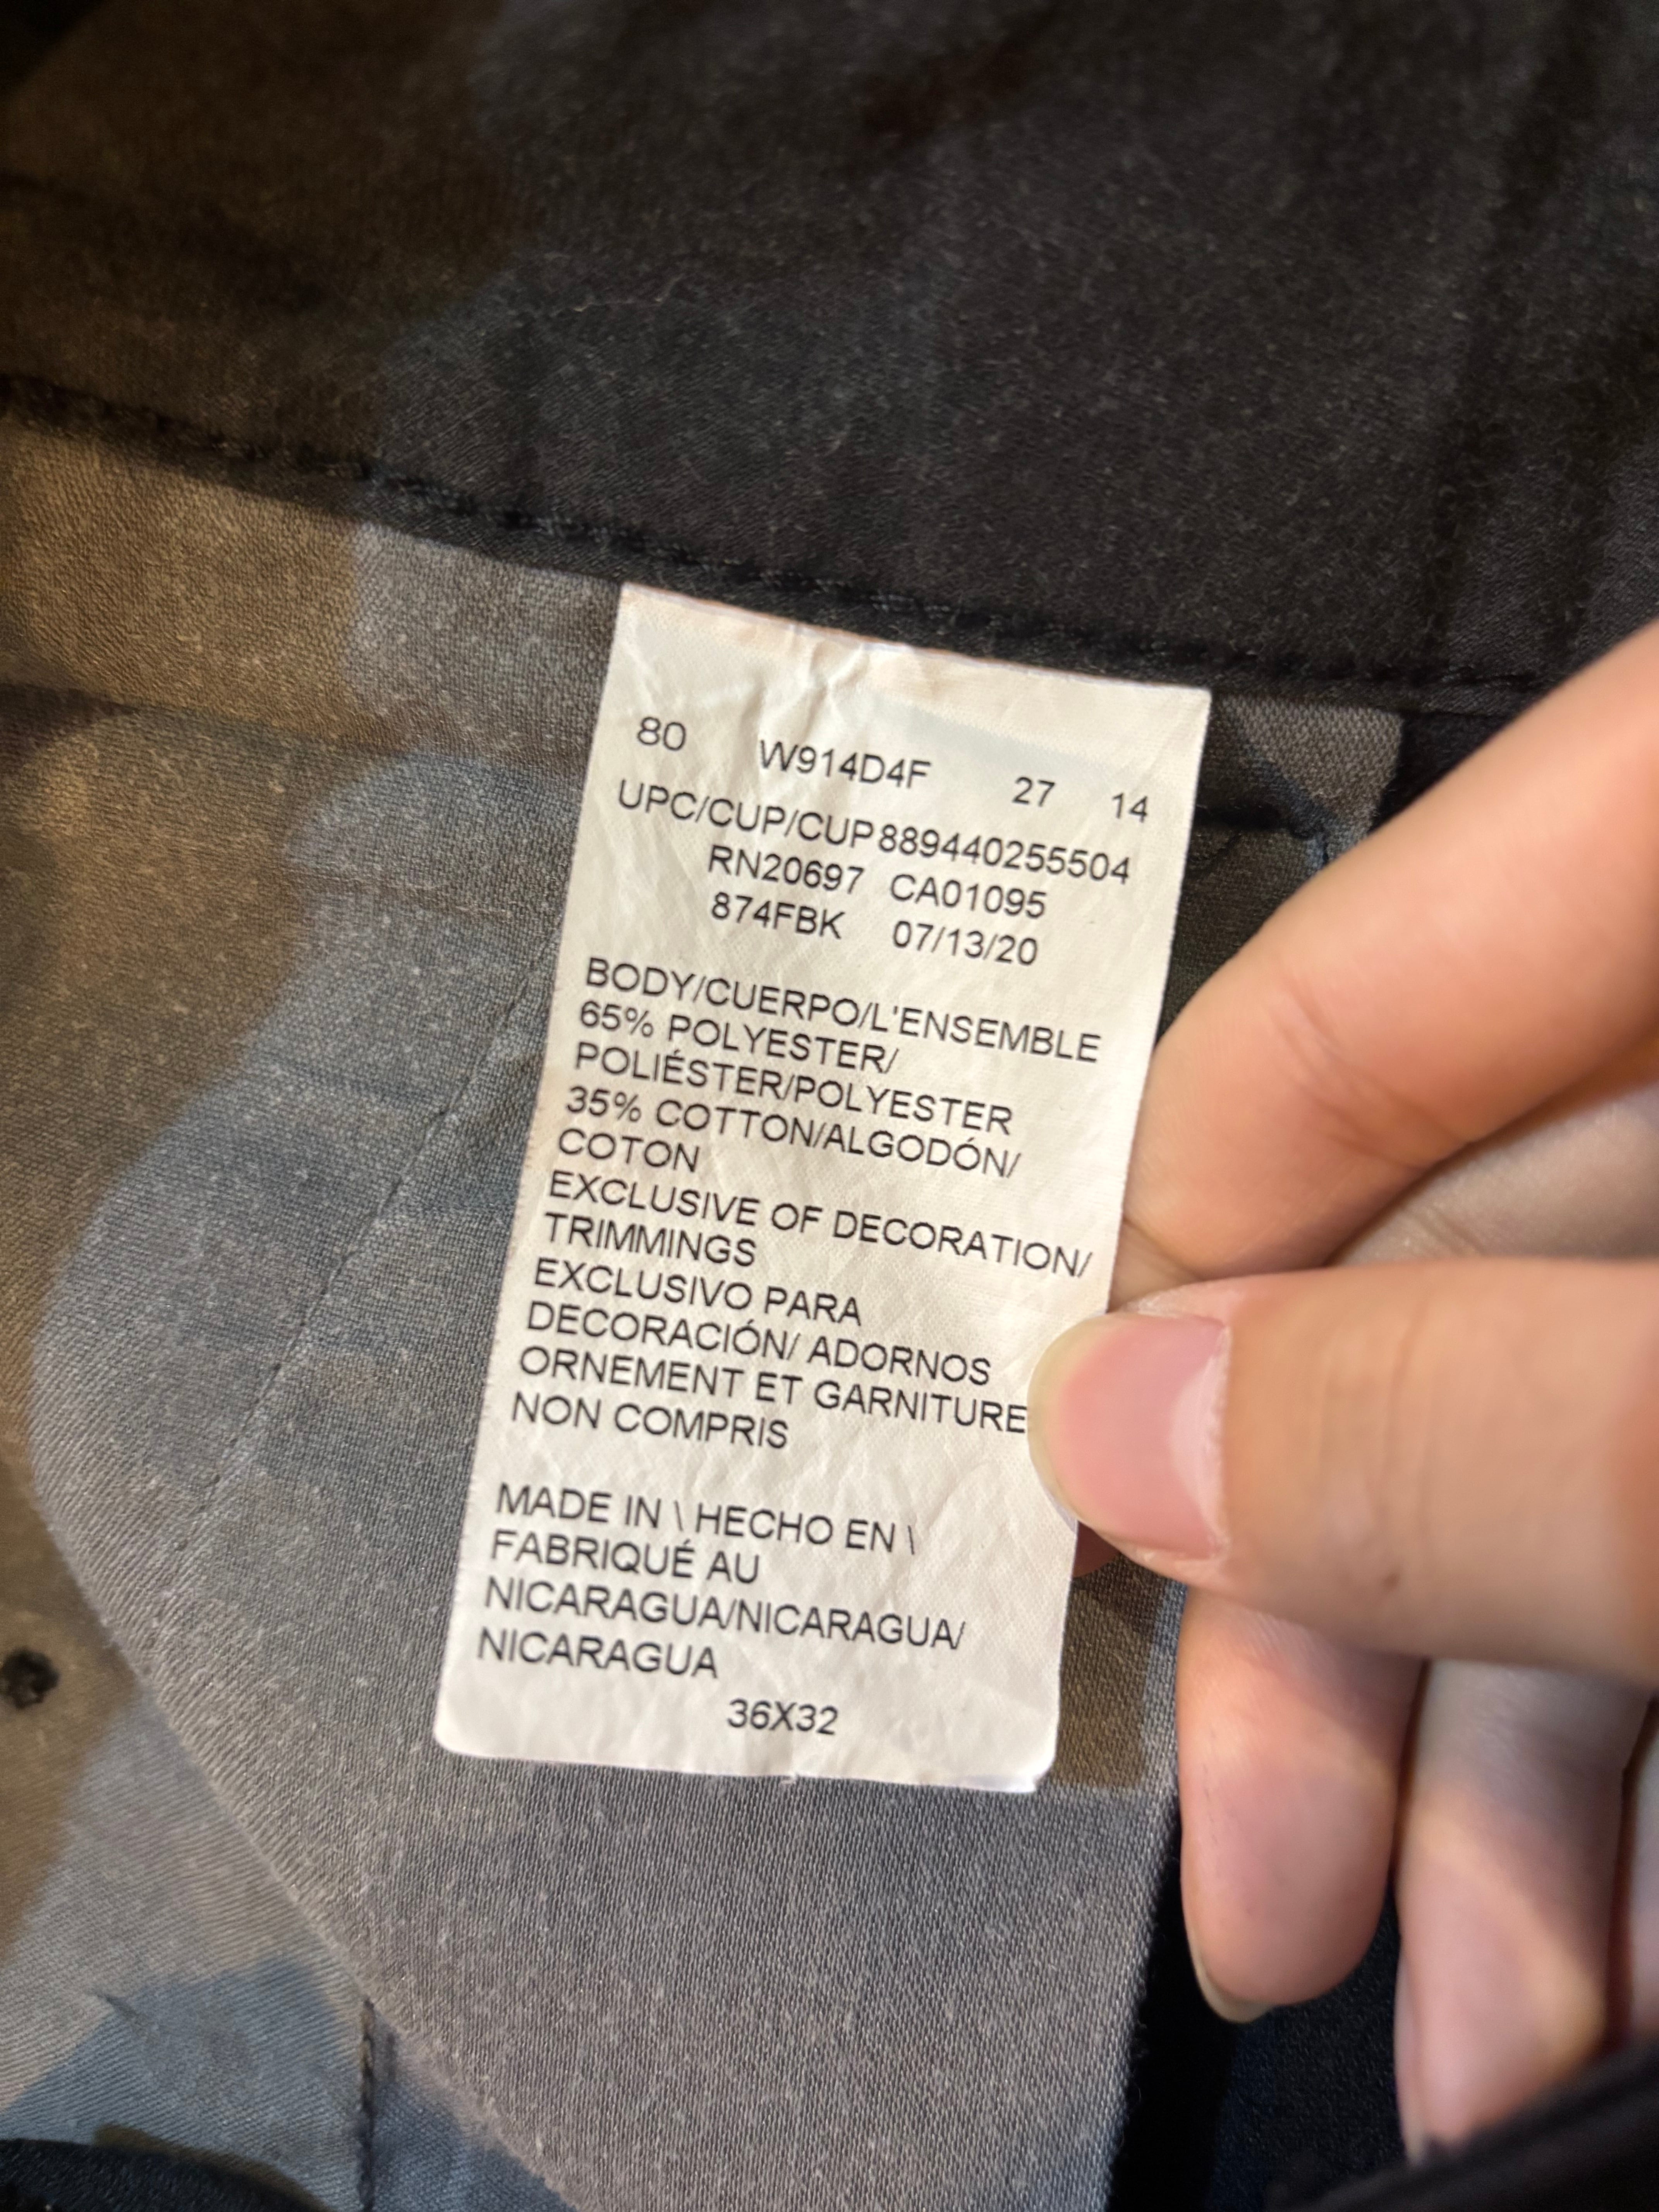 80 W914D4F 27 14
UPC/CUP/CUP 889440255504
RN20697 CA01095
874FBK 07/13/20
BODY/CUERPO/L'ENSEMBLE
65% POLYESTER/
POLIÉSTER/POLYESTER
35% COTTON/ALGODÓN/
COTON
EXCLUSIVE OF DECORATION/
TRIMMINGS
EXCLUSIVO PARA
DECORACIÓN/ ADORNOS
ORNEMENT ET GARNITURE
NON COMPRIS
MADE IN \ HECHO EN \
FABRIQUÉ AU
NICARAGUA/NICARAGUA/
NICARAGUA
36X32